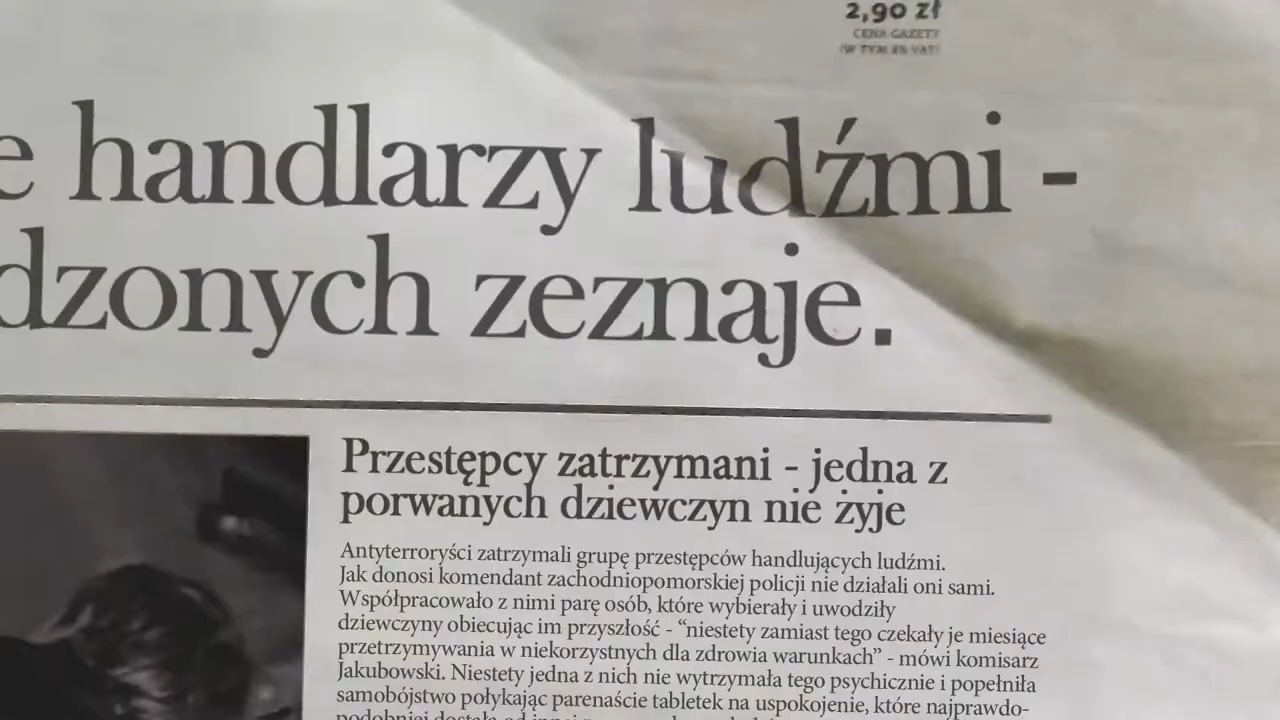 2,90 zł
CENA GAZETY
(W TYM 8% VAT)
handlarzy ludźmi -
dzonych zeznaje.
Przestępcy zatrzymani - jedna z
porwanych dziewczyn nie żyje
Antyterroryści zatrzymali grupę przestępców handlujących ludźmi.
Jak donosi komendant zachodniopomorskiej policji nie działali oni sami.
Współpracowało z nimi parę osób, które wybierały i uwodziły
dziewczyny obiecując im przyszłość - “niestety zamiast tego czekały je miesiące
przetrzymywania w niekorzystnych dla zdrowia warunkach” - mówi komisarz
Jakubowski. Niestety jedna z nich nie wytrzymała tego psychicznie i popełniła
samobójstwo połykając parenaście tabletek na uspokojenie, które najprawdo-